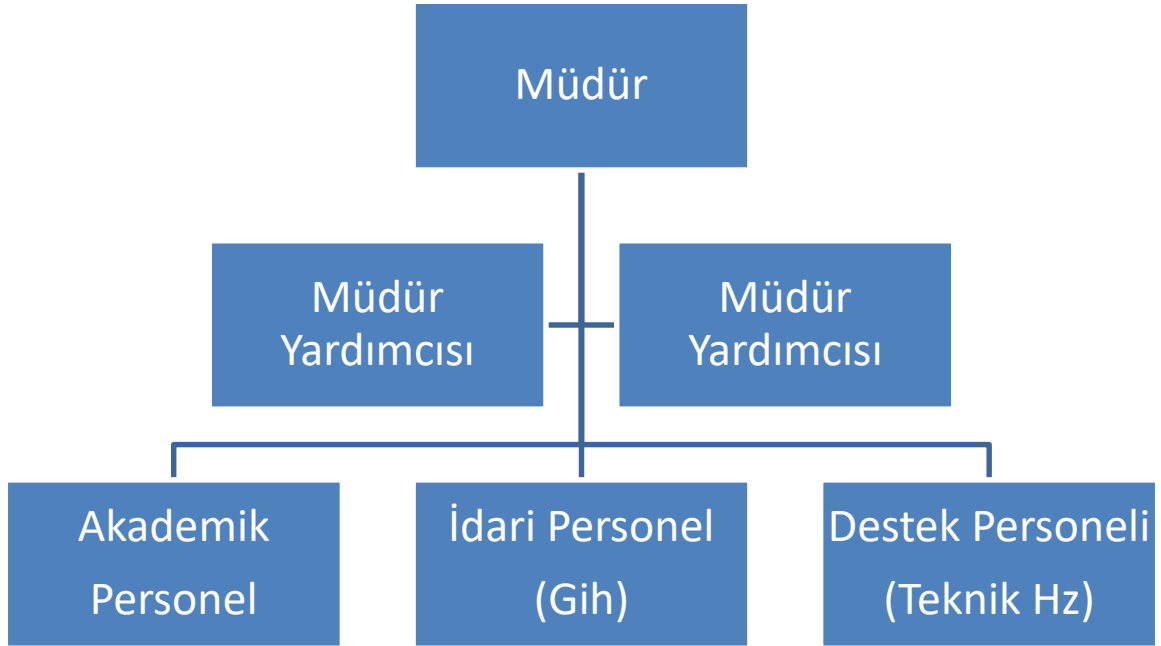 Müdür
Müdür
Yardımcısı
Müdür
Yardımcısı
Akademik
Personel
İdari Personel
(Gih)
Destek Personeli
(Teknik Hz)